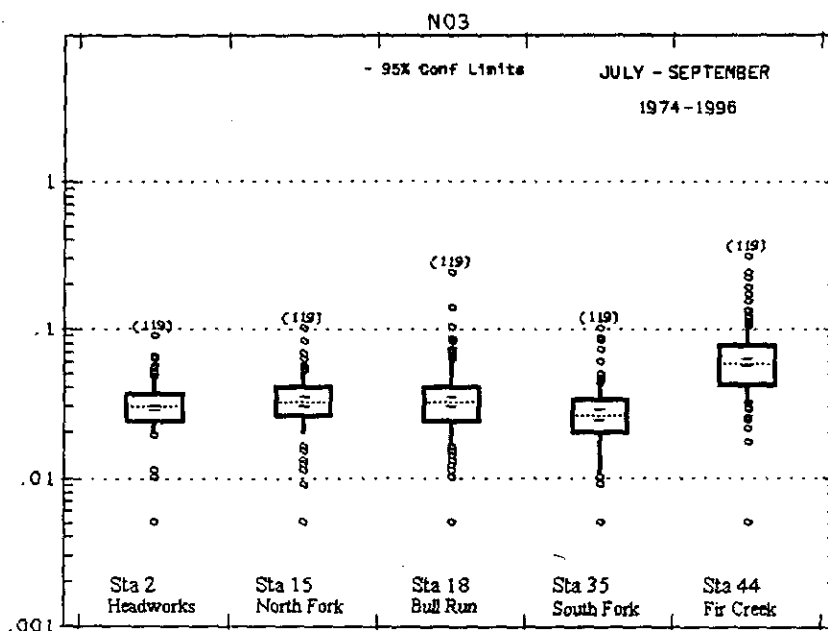 NO3
- 95% Conf Limits
JULY - SEPTEMBER
1974-1996
1
(119)
(119)
(119)
(119)
(119)
.1
.01
Sta 2
Headworks
Sta 15
North Fork
Sta 18
Bull Run
Sta 35
South Fork
Sta 44
Fir Creek
.001